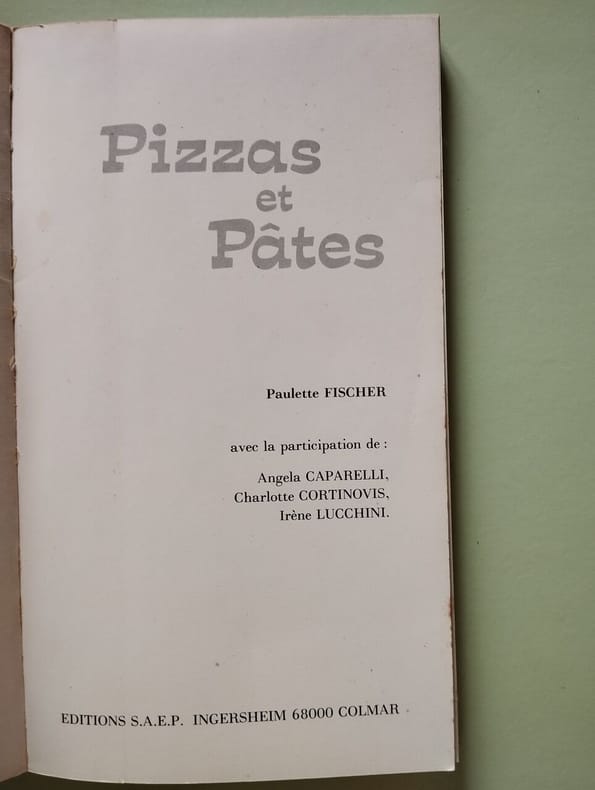 Pizzas
et
Pâtes
Paulette FISCHER
avec la participation de :
Angela CAPARELLI,
Charlotte CORTINOVIS,
Irène LUCCHINI.
EDITIONS S.A.E.P. INGERSHEIM 68000 COLMAR